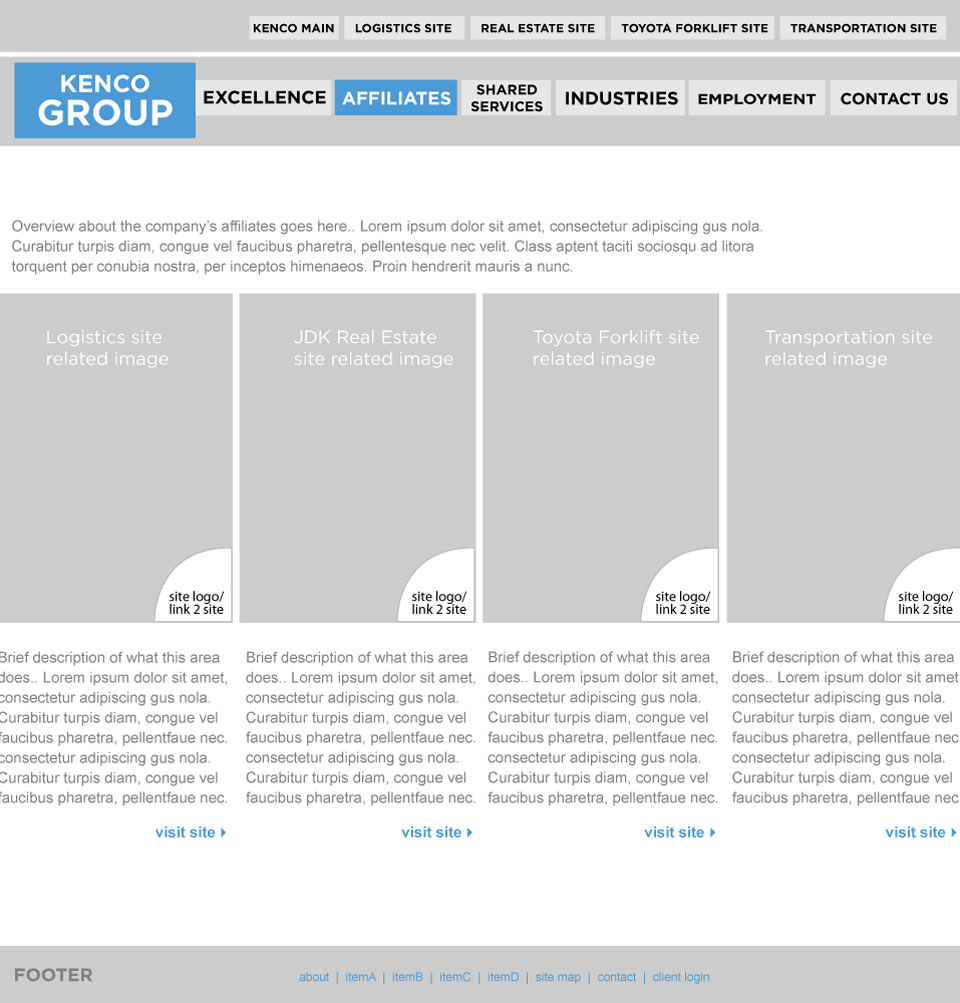 KENCO MAIN LOGISTICS SITE REAL ESTATE SITE TOYOTA FORKLIFT SITE TRANSPORTATION SITE
KENCO
GROUP
EXCELLENCE AFFILIATES SHARED SERVICES INDUSTRIES EMPLOYMENT CONTACT US
Overview about the company's affiliates goes here.. Lorem ipsum dolor sit amet, consectetur adipiscing gus nola.
Curabitur turpis diam, congue vel faucibus pharetra, pellentesque nec velit. Class aptent taciti sociosqu ad litora
torquent per conubia nostra, per inceptos himenaeos. Proin hendrerit mauris a nunc.
Logistics site
related image
site logo/
link 2 site
Brief description of what this area
does.. Lorem ipsum dolor sit amet,
consectetur adipiscing gus nola.
Curabitur turpis diam, congue vel
faucibus pharetra, pellentfaue nec.
consectetur adipiscing gus nola.
Curabitur turpis diam, congue vel
faucibus pharetra, pellentfaue nec.
visit site
JDK Real Estate
site related image
site logo/
link 2 site
Brief description of what this area
does.. Lorem ipsum dolor sit amet,
consectetur adipiscing gus nola.
Curabitur turpis diam, congue vel
faucibus pharetra, pellentfaue nec.
consectetur adipiscing gus nola.
Curabitur turpis diam, congue vel
faucibus pharetra, pellentfaue nec.
visit site
Toyota Forklift site
related image
site logo/
link 2 site
Brief description of what this area
does.. Lorem ipsum dolor sit amet,
consectetur adipiscing gus nola.
Curabitur turpis diam, congue vel
faucibus pharetra, pellentfaue nec.
consectetur adipiscing gus nola.
Curabitur turpis diam, congue vel
faucibus pharetra, pellentfaue nec.
visit site
Transportation site
related image
site logo/
link 2 site
Brief description of what this area
does.. Lorem ipsum dolor sit amet
consectetur adipiscing gus nola.
Curabitur turpis diam, congue vel
faucibus pharetra, pellentfaue nec
consectetur adipiscing gus nola.
Curabitur turpis diam, congue vel
faucibus pharetra, pellentfaue nec
visit site
FOOTER
about | itemA | itemB | itemC | itemD | site map | contact | client login